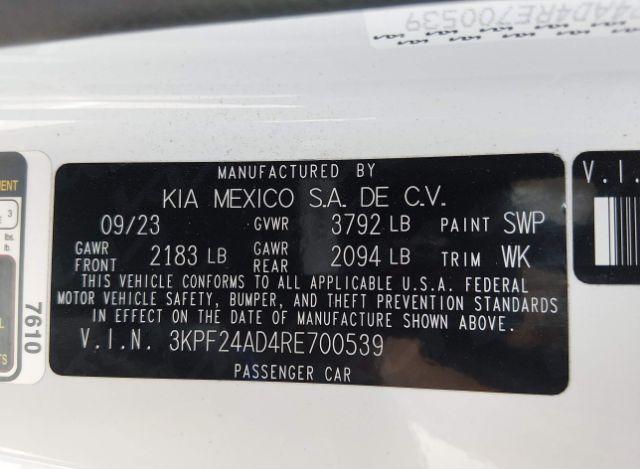 4AD4RE700539
MANUFACTURED BY
KIA MEXICO S.A. DE C.V.
09/23 GVWR 3792 LB PAINT SWP
GAWR FRONT 2183 LB GAWR REAR 2094 LB TRIM WK
THIS VEHICLE CONFORMS TO ALL APPLICABLE U.S.A. FEDERAL
MOTOR VEHICLE SAFETY, BUMPER, AND THEFT PREVENTION STANDARDS
IN EFFECT ON THE DATE OF MANUFACTURE SHOWN ABOVE.
V.I.N. 3KPF24AD4RE700539
PASSENGER CAR
7610
V.I.
3
lbs.